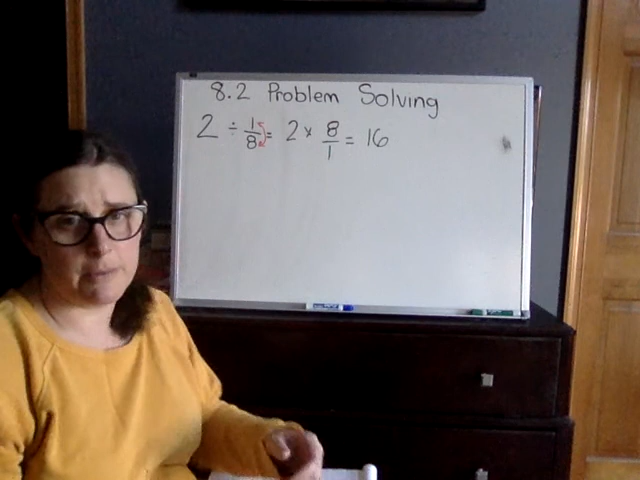 8.2 Problem Solving
2 ÷ 1/8 = 2 × 8/1 = 16